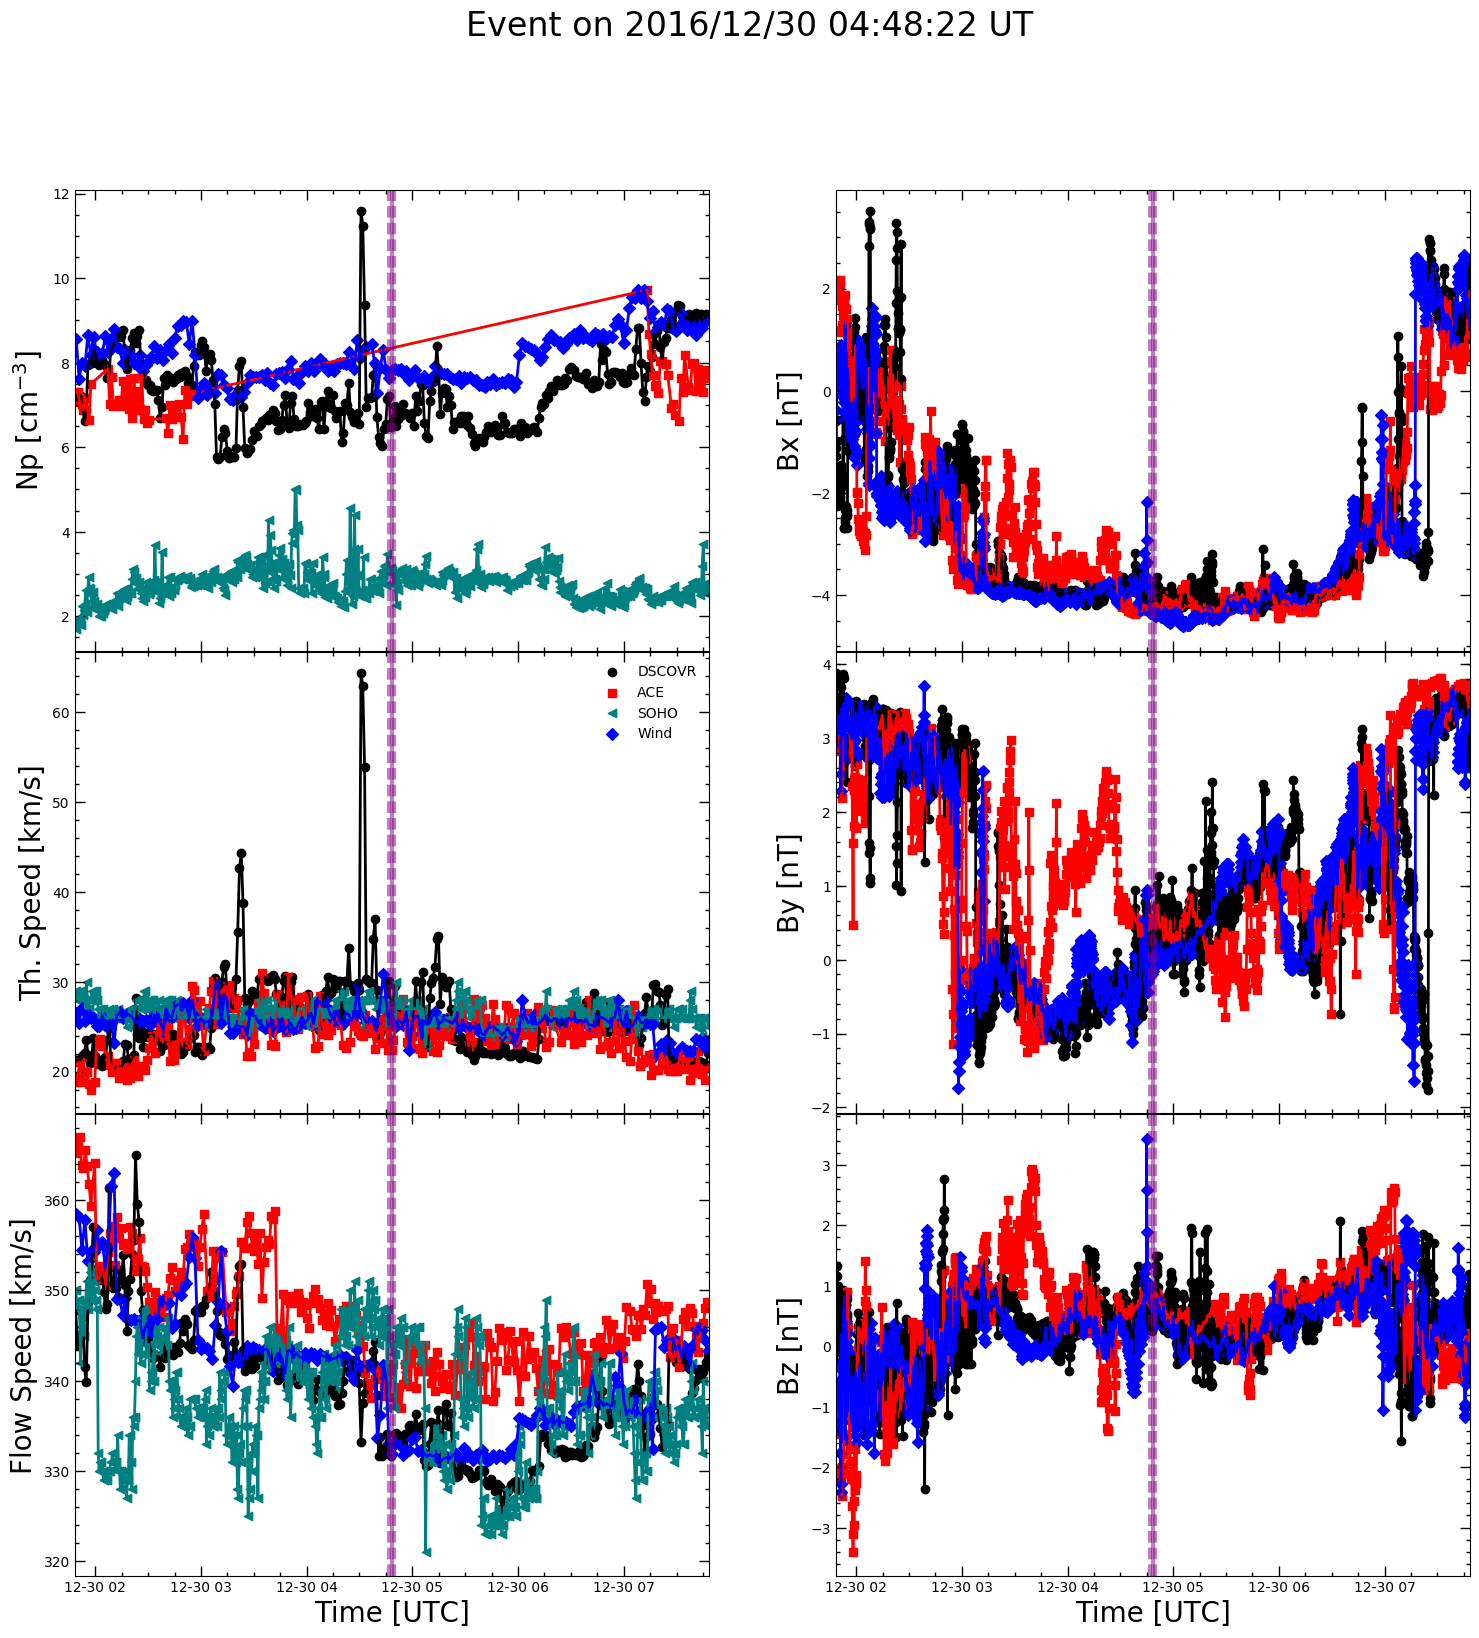 Event on 2016/12/30 04:48:22 UT
Np [cm⁻³]
12
10
8
6
4
2
Bx [nT]
2
0
−2
−4
Th. Speed [km/s]
60
50
40
30
20
DSCOVR
ACE
SOHO
Wind
By [nT]
4
3
2
1
0
−1
−2
Flow Speed [km/s]
360
350
340
330
320
Bz [nT]
3
2
1
0
−1
−2
−3
12-30 02 12-30 03 12-30 04 12-30 05 12-30 06 12-30 07
Time [UTC]
12-30 02 12-30 03 12-30 04 12-30 05 12-30 06 12-30 07
Time [UTC]